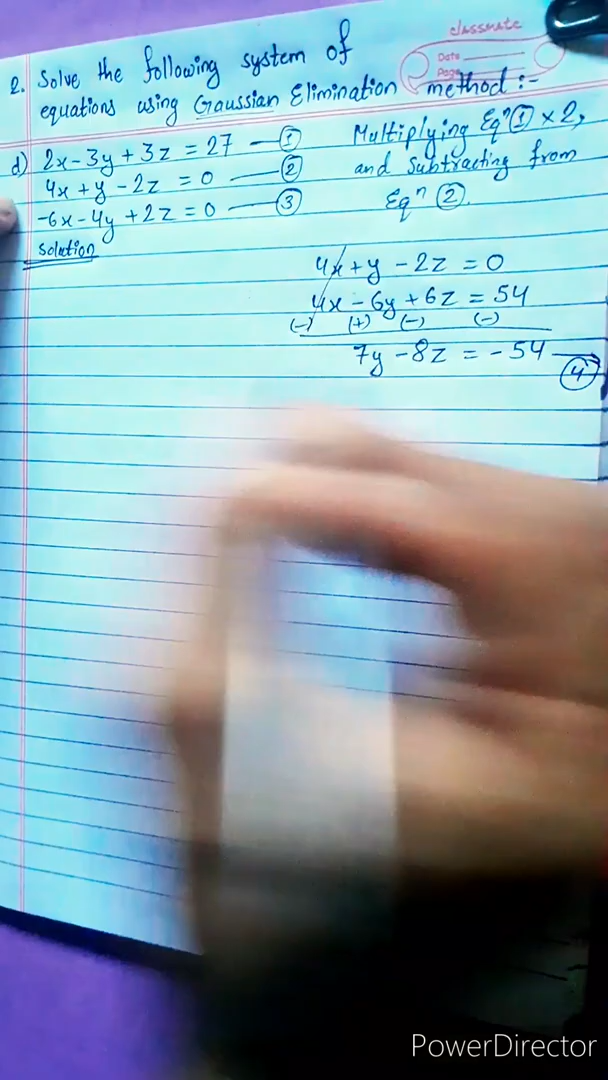 classmate
Date
Page
2. Solve the following system of
equations using Gaussian Elimination method :-
d) 2x - 3y + 3z = 27 — ①
4x + y - 2z = 0 — ②
-6x - 4y + 2z = 0 — ③
Solution
Multiplying Eqⁿ ① × 2,
and Subtracting from
Eqⁿ ②.
4x + y - 2z = 0
4x - 6y + 6z = 54
(-) (+) (-) (-)
7y - 8z = -54 → ④
PowerDirector